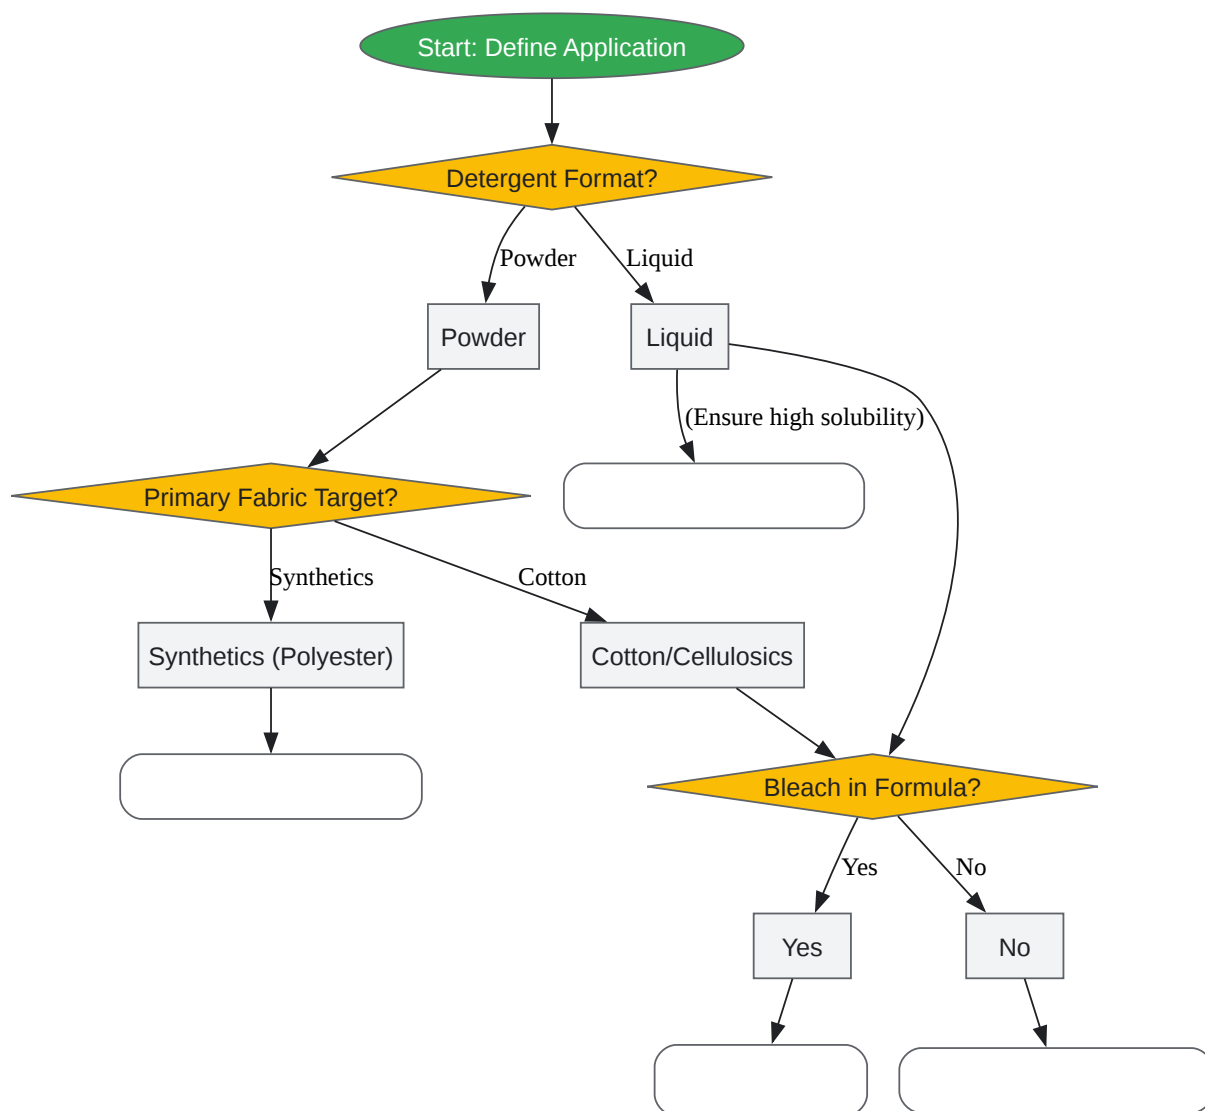 Start: Define Application
Detergent Format?
Powder
Liquid
Powder
Liquid
(Ensure high solubility)
Primary Fabric Target?
Synthetics
Cotton
Synthetics (Polyester)
Cotton/Cellulosics
Bleach in Formula?
Yes
No
Yes
No